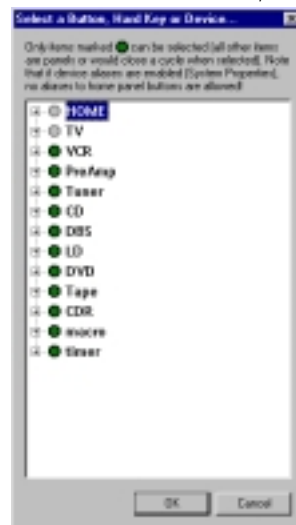 Select a Button, Hard Key or Device...
Only items marked can be selected (all other items
are panels or would close a cycle when selected). Note
that if device aliases are enabled (System Properties),
no aliases to home panel buttons are allowed!
HOME
TV
VCR
PreAmp
Tuner
CD
DBS
LD
DVD
Tape
CDR
macro
timer
OK
Cancel